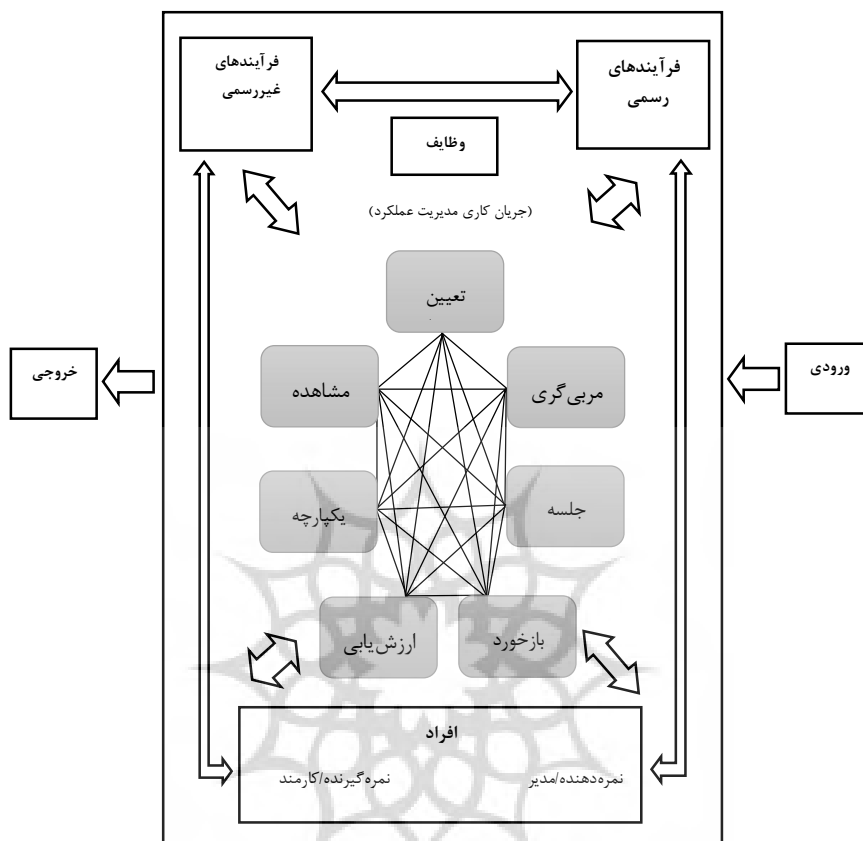 فرآیندهای
رسمی
فرآیندهای
غیررسمی
وظایف
(جریان کاری مدیریت عملکرد)
تعیین
مربی‌گری
مشاهده
ورودی
خروجی
جلسه
یکپارچه
بازخورد
ارزش‌یابی
افراد
نمره‌دهنده/مدیر
نمره‌گیرنده/کارمند